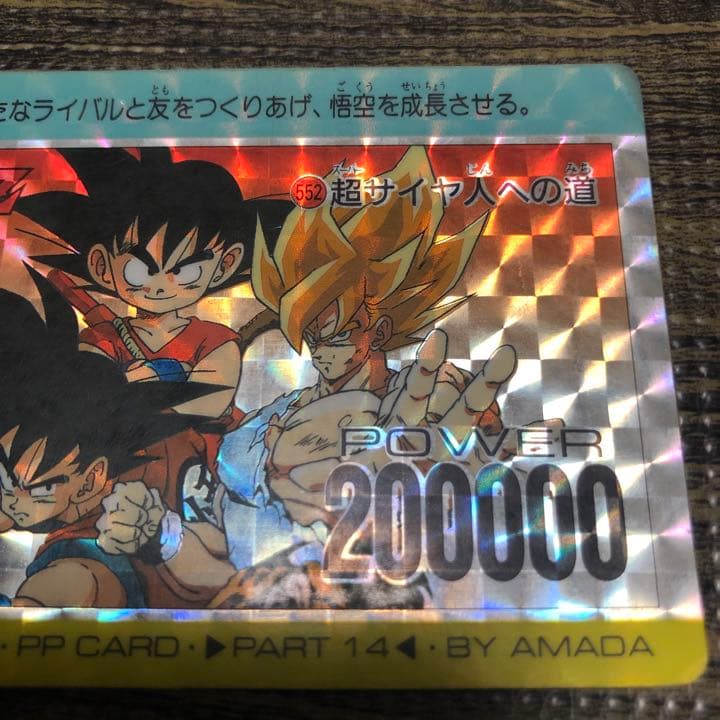 なライバルと友をつくりあげ、悟空を成長させる。
552 超サイヤ人への道
POWER
200000
・PP CARD・▶PART 14◀・BY AMADA